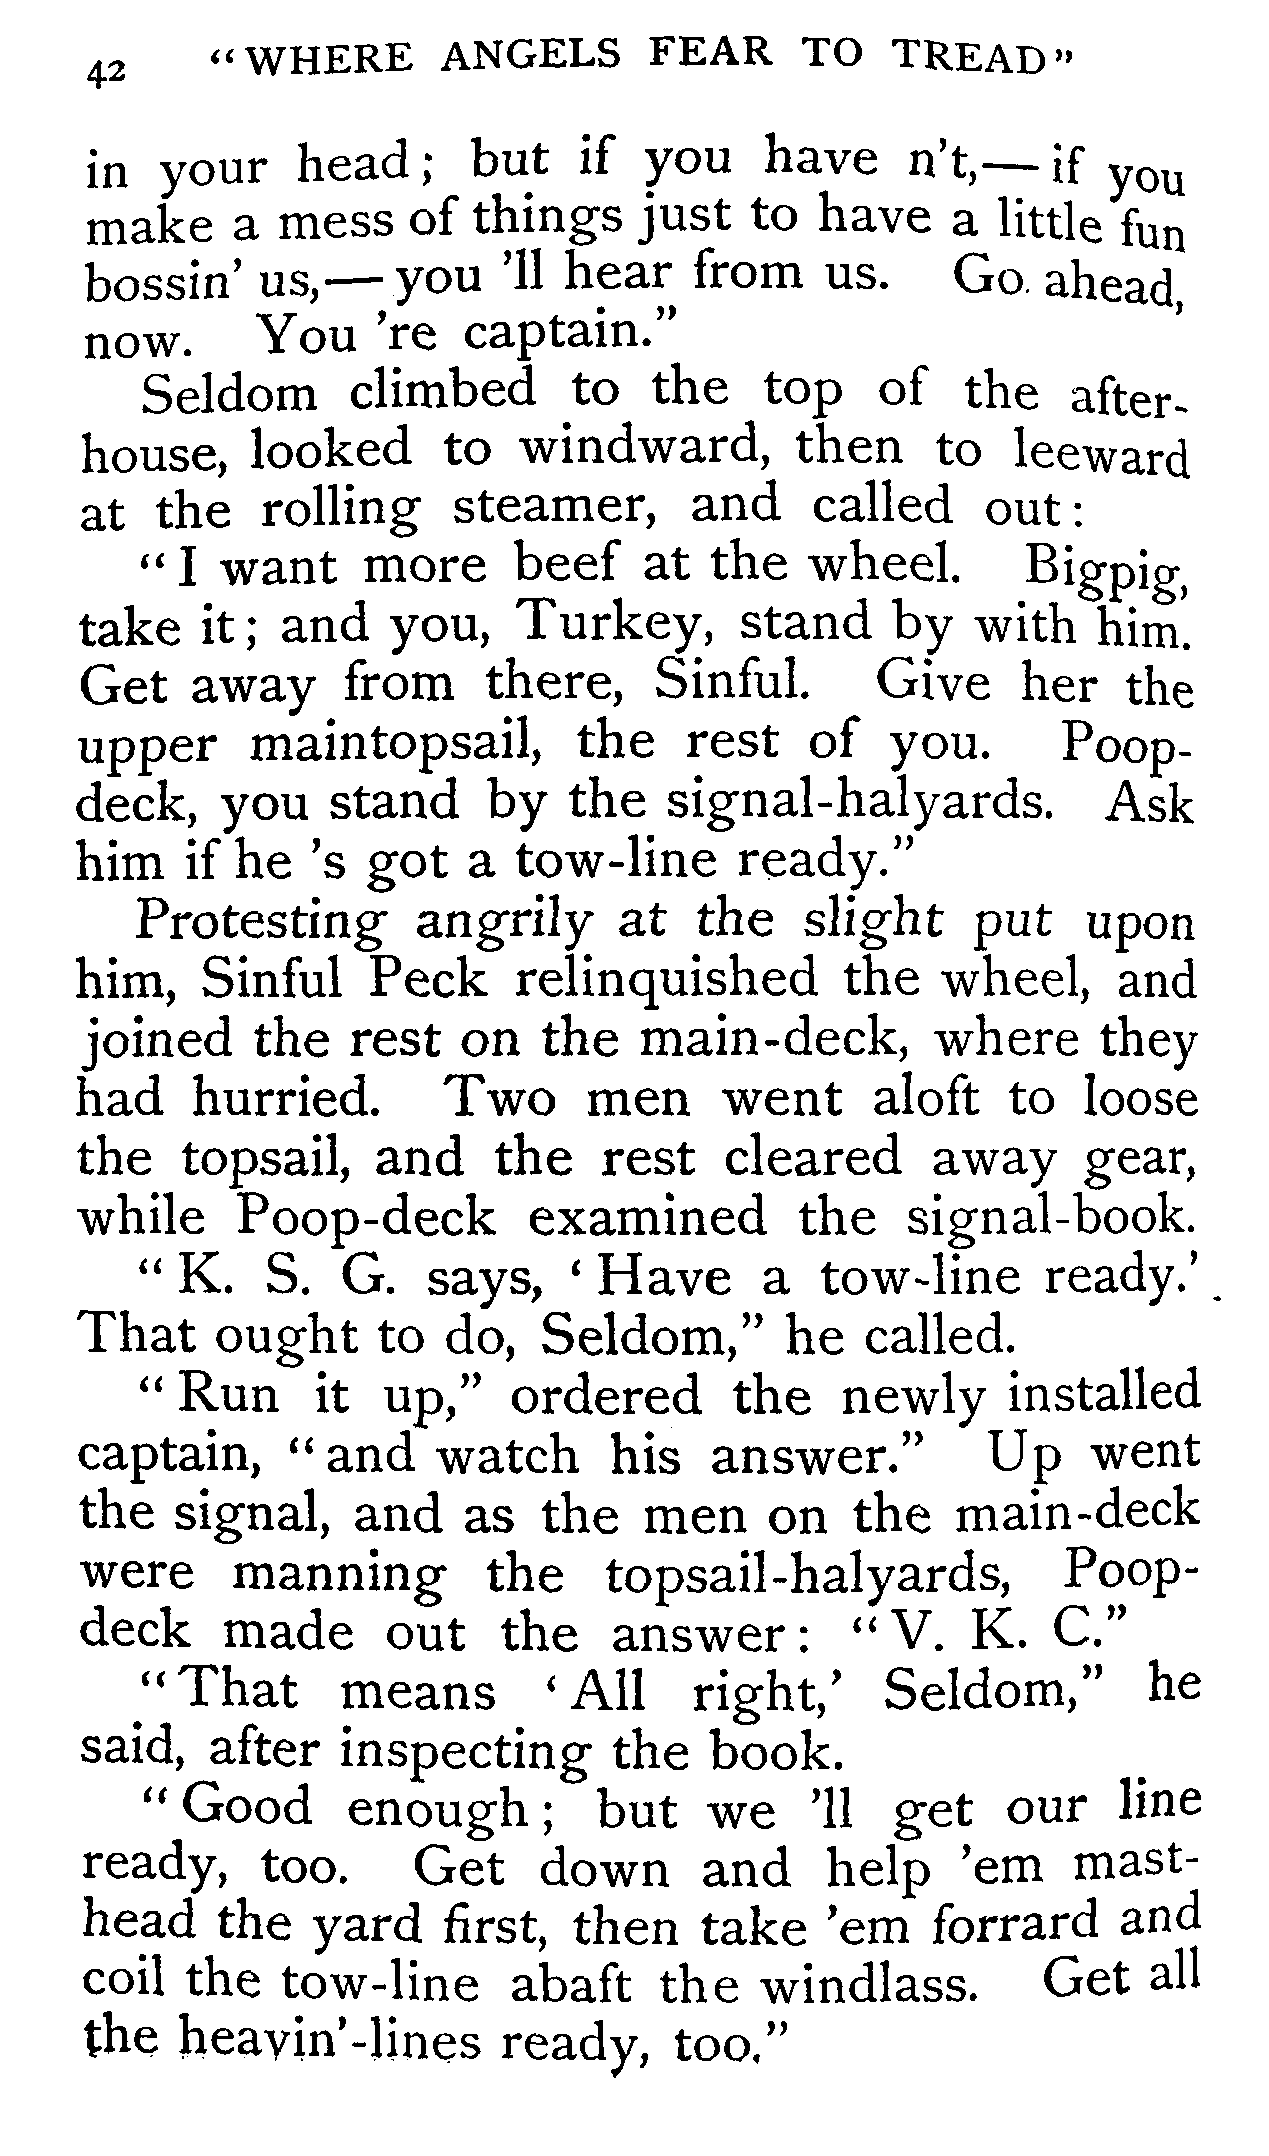 42 "WHERE ANGELS FEAR TO TREAD"
in your head; but if you have n't,—if you
make a mess of things just to have a little fun
bossin' us,—you 'll hear from us. Go ahead,
now. You 're captain."
Seldom climbed to the top of the after-
house, looked to windward, then to leeward
at the rolling steamer, and called out:
"I want more beef at the wheel. Bigpig,
take it; and you, Turkey, stand by with him.
Get away from there, Sinful. Give her the
upper maintopsail, the rest of you. Poop-
deck, you stand by the signal-halyards. Ask
him if he 's got a tow-line ready."
Protesting angrily at the slight put upon
him, Sinful Peck relinquished the wheel, and
joined the rest on the main-deck, where they
had hurried. Two men went aloft to loose
the topsail, and the rest cleared away gear,
while Poop-deck examined the signal-book.
"K. S. G. says, 'Have a tow-line ready.'
That ought to do, Seldom," he called.
"Run it up," ordered the newly installed
captain, "and watch his answer." Up went
the signal, and as the men on the main-deck
were manning the topsail-halyards, Poop-
deck made out the answer: "V. K. C."
"That means 'All right,' Seldom," he
said, after inspecting the book.
"Good enough; but we 'll get our line
ready, too. Get down and help 'em mast-
head the yard first, then take 'em forrard and
coil the tow-line abaft the windlass. Get all
the heavin'-lines ready, too."